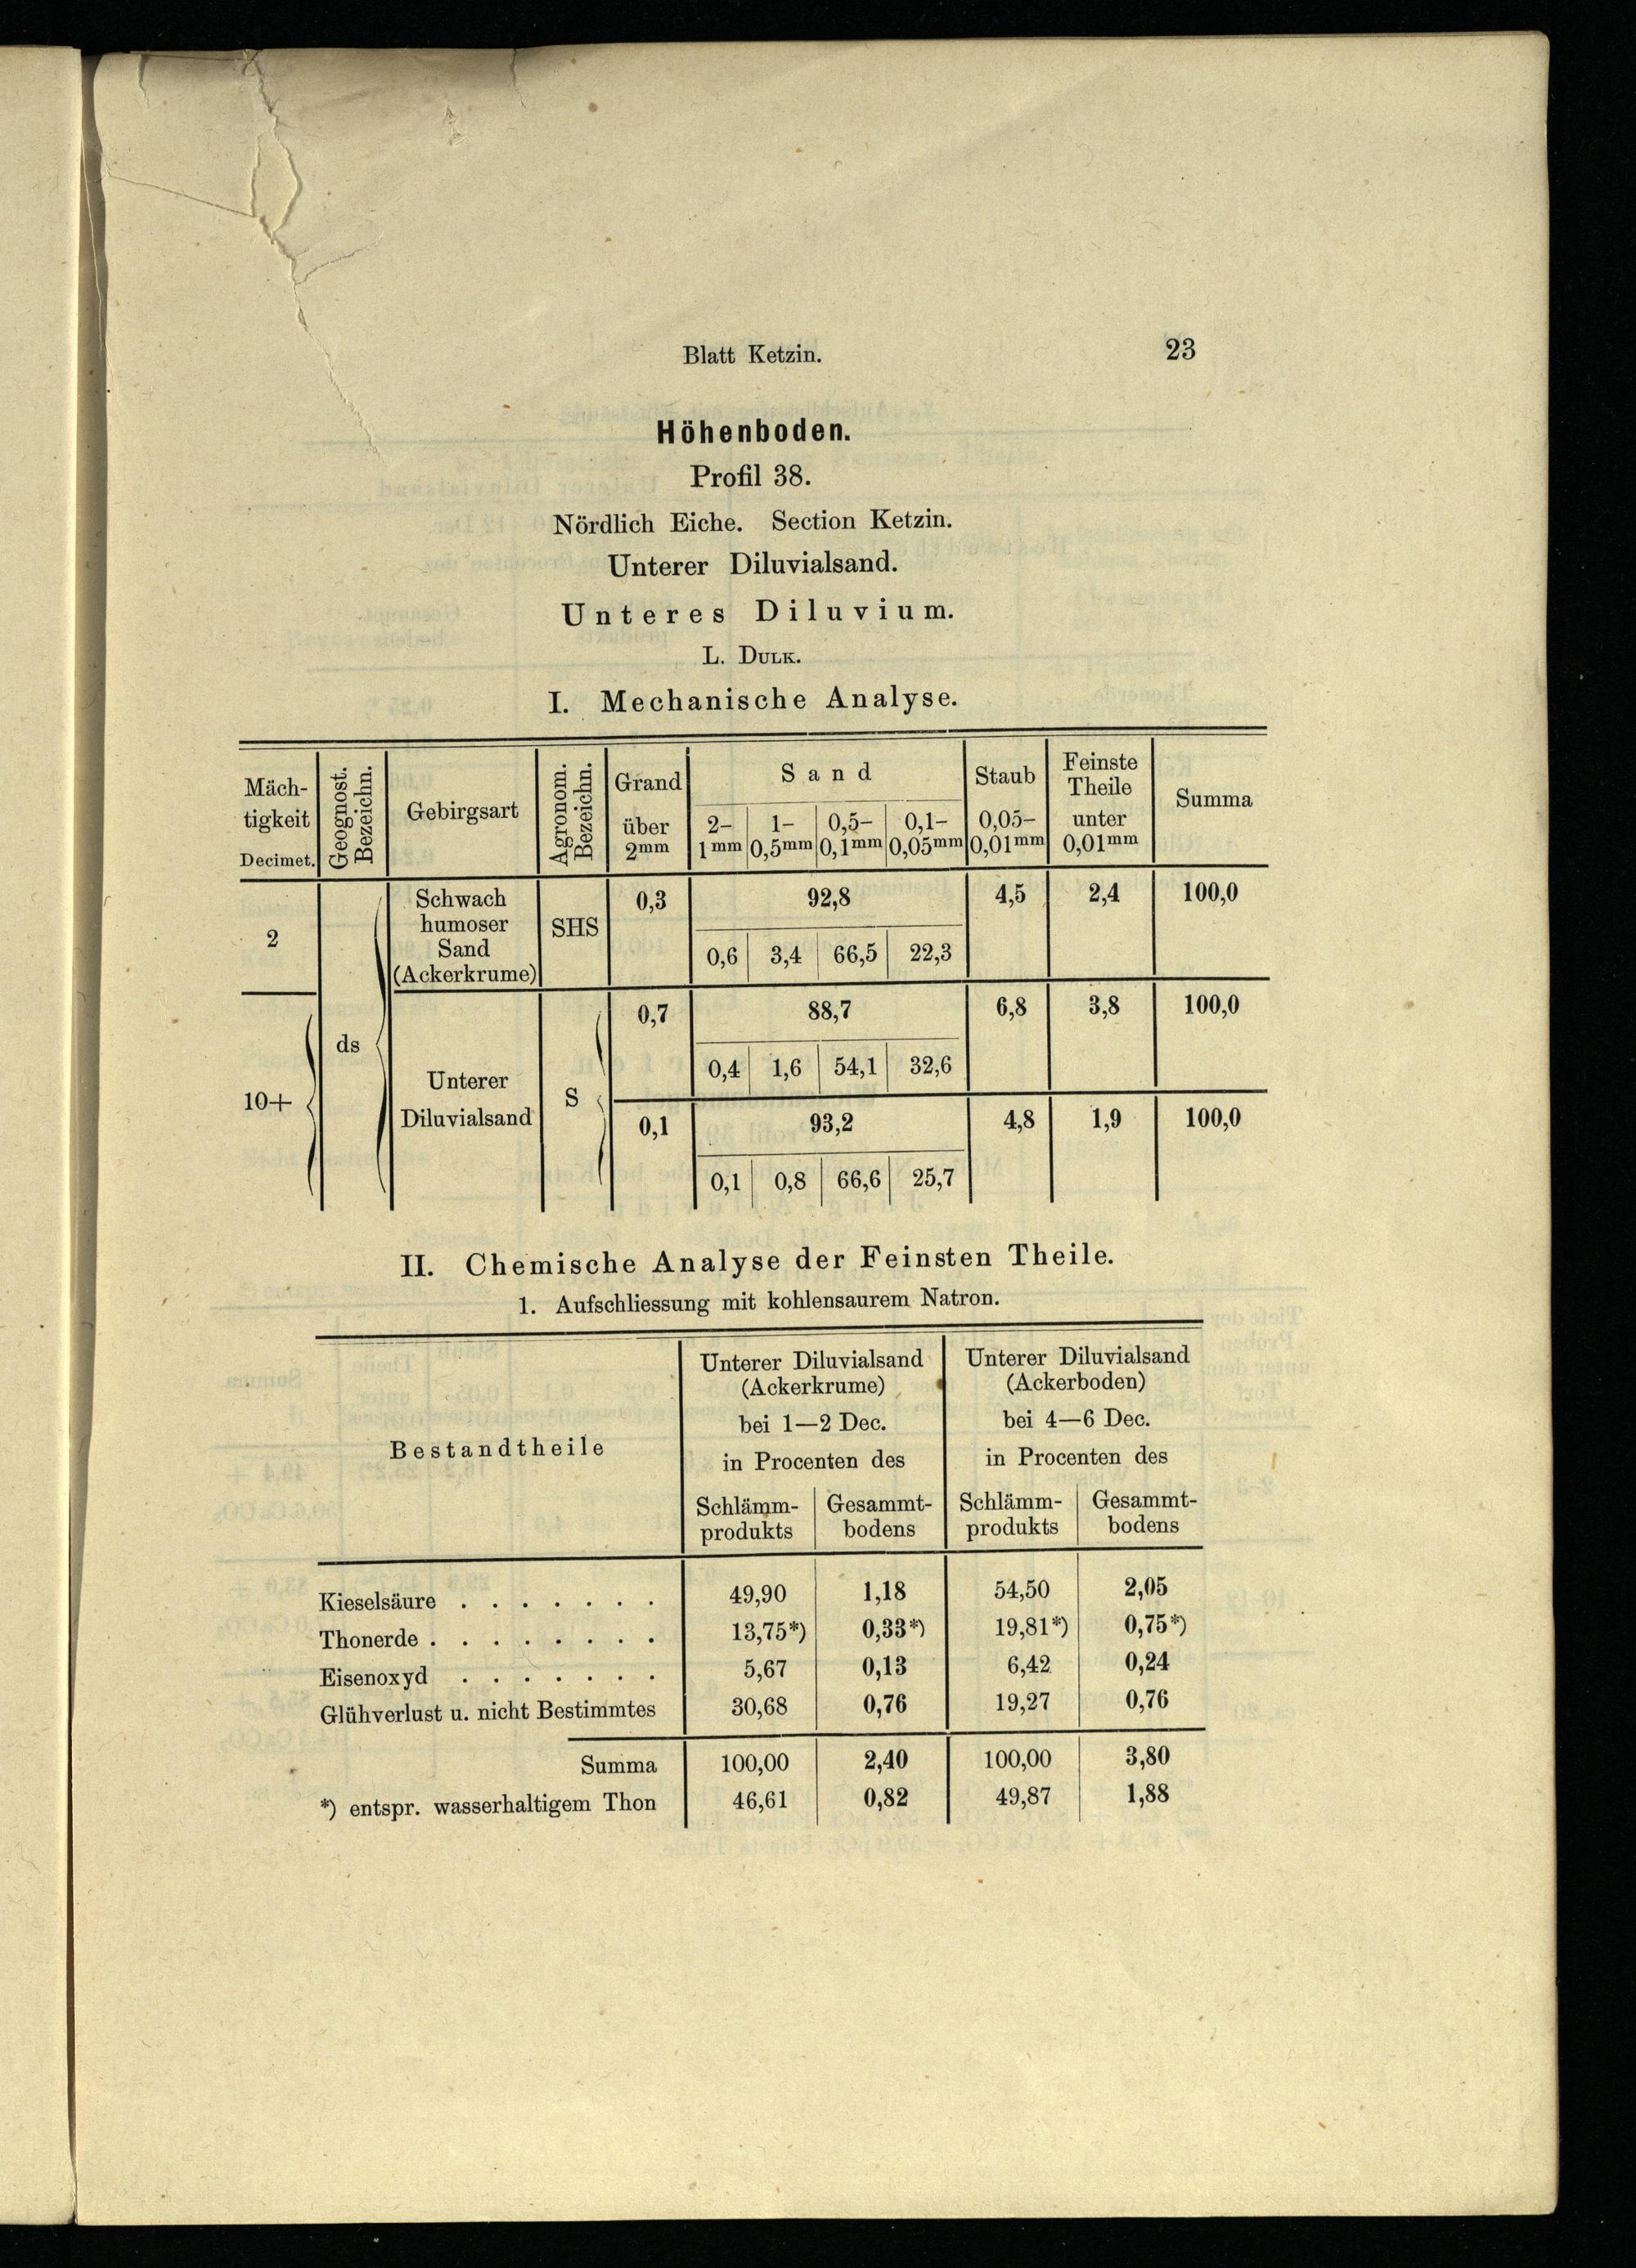 Blatt Ketzin. 23
Höhenboden.
Profil 38.
Nördlich Eiche. Section Ketzin.
Unterer Diluvialsand.
Unteres Diluvium.
L. Dulk.
I. Mechanische Analyse.
Mäch-
tigkeit
Decimet.
Geognost.
Bezeichn.
Gebirgsart
Agronom.
Bezeichn.
Grand
über
2mm
Sand
2– 1– 0,5– 0,1–
1mm 0,5mm 0,1mm 0,05mm
Staub
0,05–
0,01mm
Feinste
Theile
unter
0,01mm
Summa
2
ds
Schwach
humoser
Sand
(Ackerkrume)
SHS
0,3 92,8 4,5 2,4 100,0
0,6 3,4 66,5 22,3
10+
Unterer
Diluvialsand
S
0,7 88,7 6,8 3,8 100,0
0,4 1,6 54,1 32,6
0,1 93,2 4,8 1,9 100,0
0,1 0,8 66,6 25,7
II. Chemische Analyse der Feinsten Theile.
1. Aufschliessung mit kohlensaurem Natron.
Bestandtheile
Unterer Diluvialsand
(Ackerkrume)
bei 1—2 Dec.
in Procenten des
Schlämm-
produkts
Gesammt-
bodens
Unterer Diluvialsand
(Ackerboden)
bei 4—6 Dec.
in Procenten des
Schlämm-
produkts
Gesammt-
bodens
Kieselsäure . . . . . . . 49,90 1,18 54,50 2,05
Thonerde . . . . . . . . 13,75*) 0,33*) 19,81*) 0,75*)
Eisenoxyd . . . . . . . 5,67 0,13 6,42 0,24
Glühverlust u. nicht Bestimmtes 30,68 0,76 19,27 0,76
Summa 100,00 2,40 100,00 3,80
*) entspr. wasserhaltigem Thon 46,61 0,82 49,87 1,88